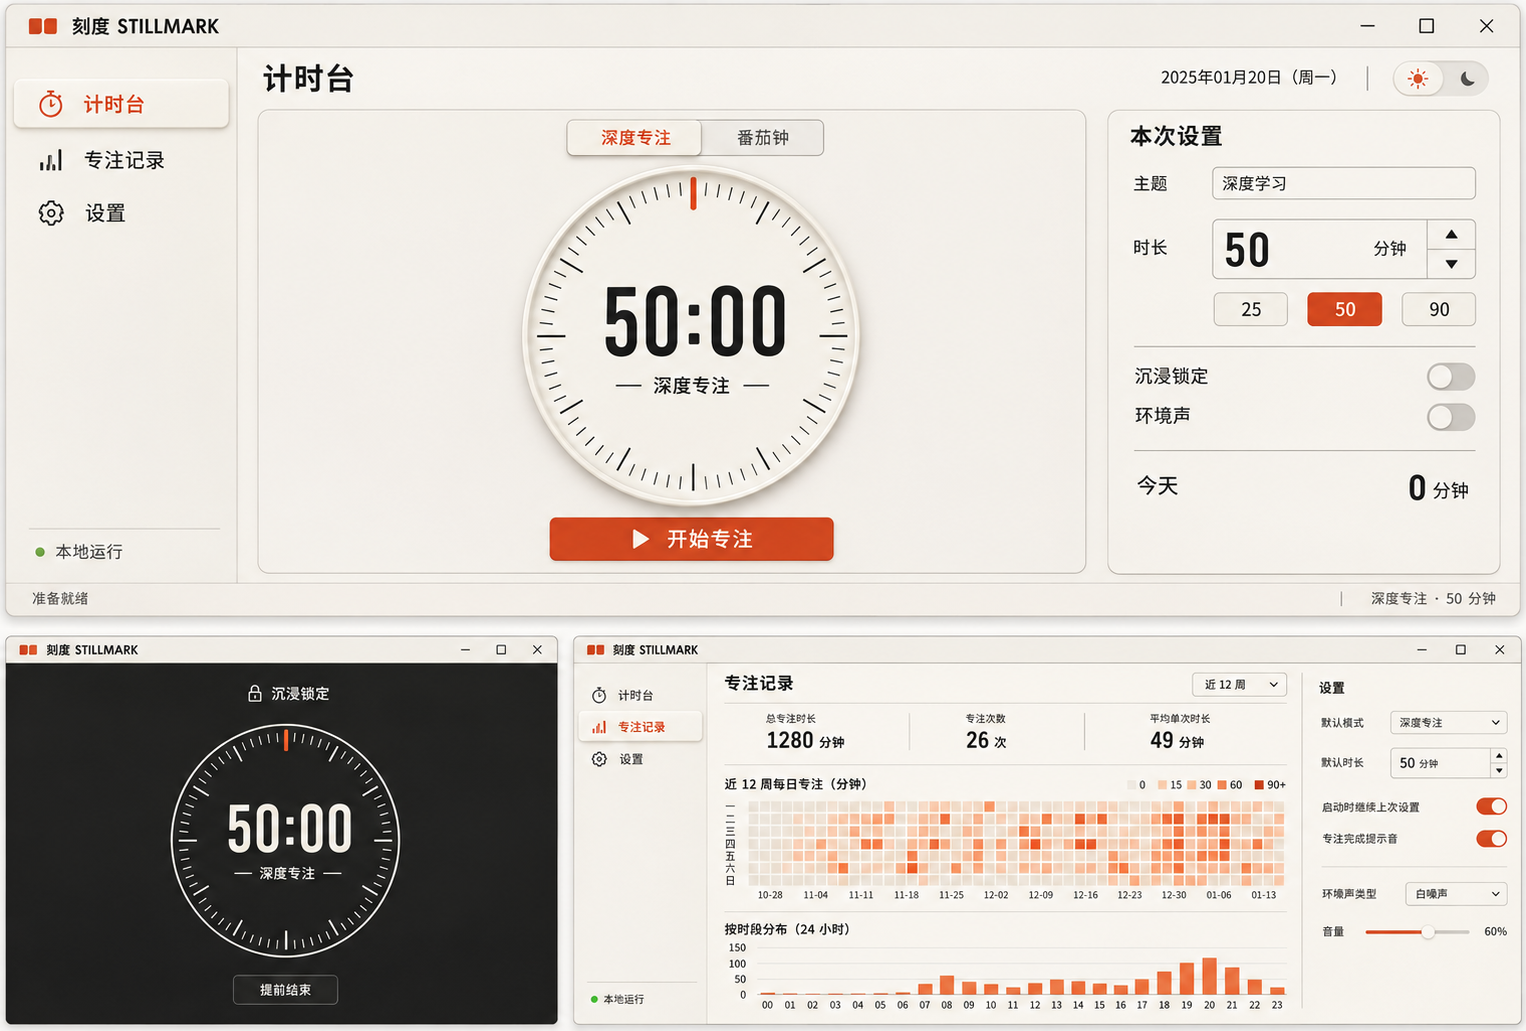 刻度 STILLMARK
计时台
专注记录
设置
本地运行
计时台
2025年01月20日（周一）
深度专注
番茄钟
50:00
深度专注
开始专注
本次设置
主题
深度学习
时长
50 分钟
25
50
90
沉浸锁定
环境声
今天
0 分钟
准备就绪
深度专注 · 50 分钟
刻度 STILLMARK
沉浸锁定
50:00
深度专注
提前结束
刻度 STILLMARK
计时台
专注记录
设置
本地运行
专注记录
近 12 周
总专注时长
1280 分钟
专注次数
26 次
平均单次时长
49 分钟
近 12 周每日专注（分钟）
0 15 30 60 90+
一
二
三
四
五
六
日
10-28 11-04 11-11 11-18 11-25 12-02 12-09 12-16 12-23 12-30 01-06 01-13
按时段分布（24 小时）
150
100
50
0
00 01 02 03 04 05 06 07 08 09 10 11 12 13 14 15 16 17 18 19 20 21 22 23
设置
默认模式
深度专注
默认时长
50 分钟
启动时继续上次设置
专注完成提示音
环噪声类型
白噪声
音量
60%